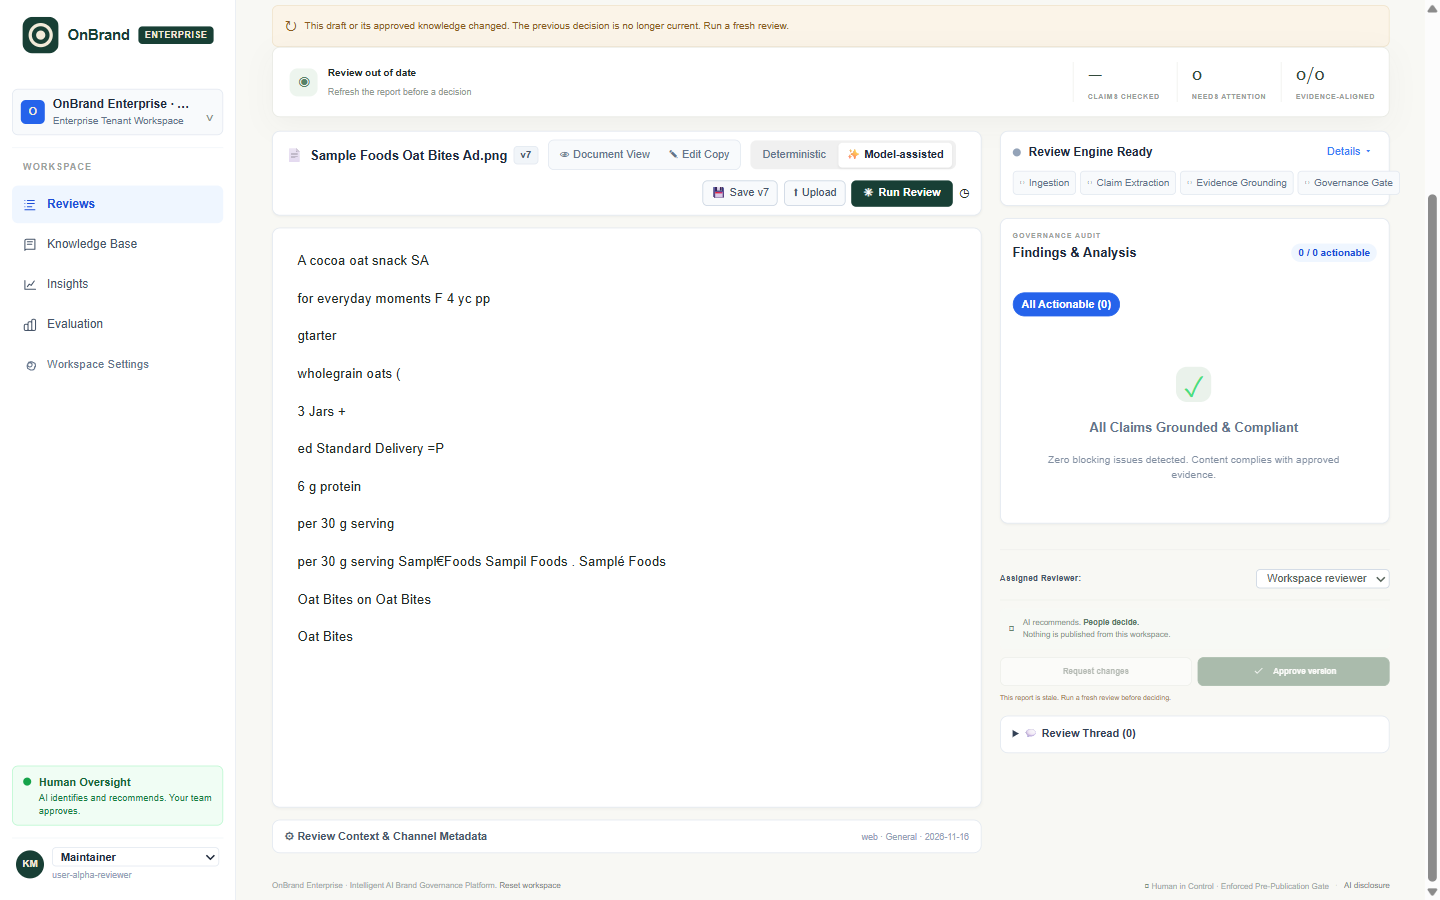 OnBrand ENTERPRISE
O OnBrand Enterprise · ...
Enterprise Tenant Workspace
WORKSPACE
Reviews
Knowledge Base
Insights
Evaluation
Workspace Settings
Human Oversight
AI identifies and recommends. Your team
approves.
KM Maintainer
user-alpha-reviewer
This draft or its approved knowledge changed. The previous decision is no longer current. Run a fresh review.
Review out of date
Refresh the report before a decision
—
CLAIMS CHECKED
0
NEEDS ATTENTION
0/0
EVIDENCE-ALIGNED
Sample Foods Oat Bites Ad.png v7
Document View
Edit Copy
Deterministic
Model-assisted
Save v7
Upload
Run Review
A cocoa oat snack SA
for everyday moments F 4 yc pp
gtarter
wholegrain oats (
3 Jars +
ed Standard Delivery =P
6 g protein
per 30 g serving
per 30 g serving Sampl€Foods Sampil Foods . Samplé Foods
Oat Bites on Oat Bites
Oat Bites
Review Context & Channel Metadata
web · General · 2026-11-16
Review Engine Ready
Details
Ingestion
Claim Extraction
Evidence Grounding
Governance Gate
GOVERNANCE AUDIT
Findings & Analysis
0 / 0 actionable
All Actionable (0)
All Claims Grounded & Compliant
Zero blocking issues detected. Content complies with approved
evidence.
Assigned Reviewer:
Workspace reviewer
AI recommends. People decide.
Nothing is published from this workspace.
Request changes
Approve version
This report is stale. Run a fresh review before deciding.
Review Thread (0)
OnBrand Enterprise · Intelligent AI Brand Governance Platform. Reset workspace
Human in Control · Enforced Pre-Publication Gate · AI disclosure